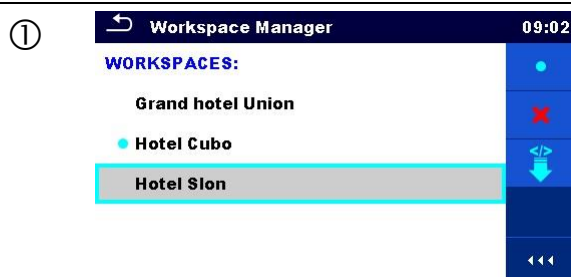 ①
Workspace Manager 09:02
WORKSPACES:
Grand hotel Union
Hotel Cubo
Hotel Slon
</>